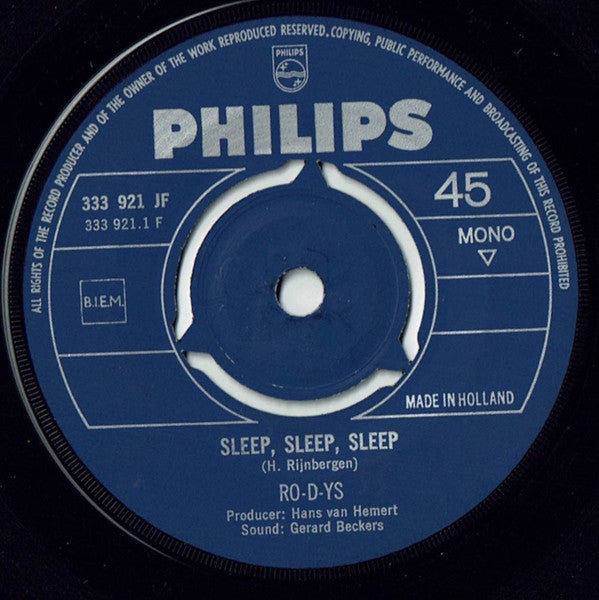 ALL RIGHTS OF THE RECORD PRODUCER AND OF THE OWNER OF THE WORK REPRODUCED RESERVED. COPYING, PUBLIC PERFORMANCE AND BROADCASTING OF THIS RECORD PROHIBITED
PHILIPS
PHILIPS
333 921 JF
333 921.1 F
45
MONO
B.I.E.M.
MADE IN HOLLAND
SLEEP, SLEEP, SLEEP
(H. Rijnbergen)
RO-D-YS
Producer: Hans van Hemert
Sound: Gerard Beckers